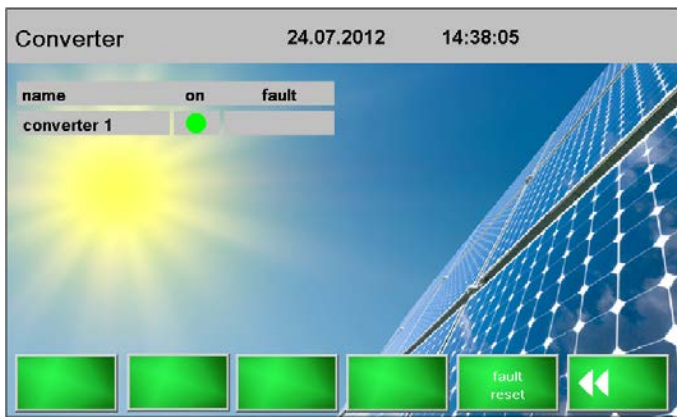 Converter 24.07.2012 14:38:05
name on fault
converter 1
fault
reset